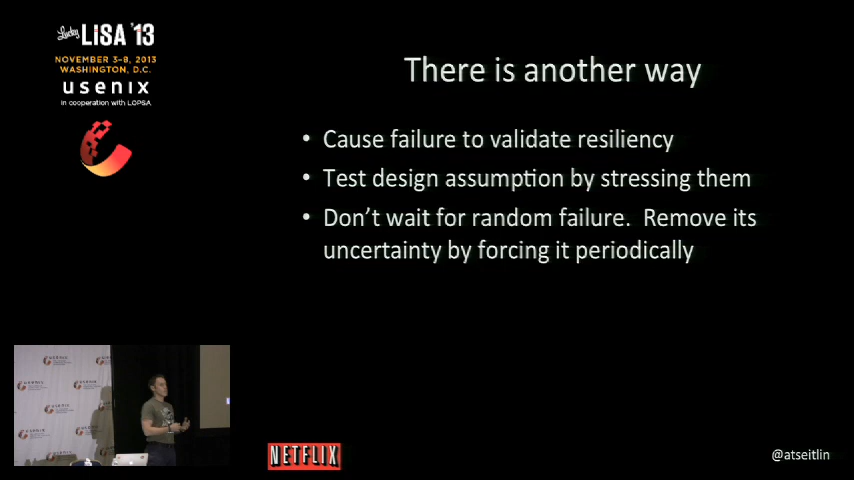 Lucky LISA '13
NOVEMBER 3–8, 2013
WASHINGTON, D.C.
usenix
in cooperation with LOPSA
There is another way
• Cause failure to validate resiliency
• Test design assumption by stressing them
• Don't wait for random failure. Remove its
uncertainty by forcing it periodically
NETFLIX
@atseitlin